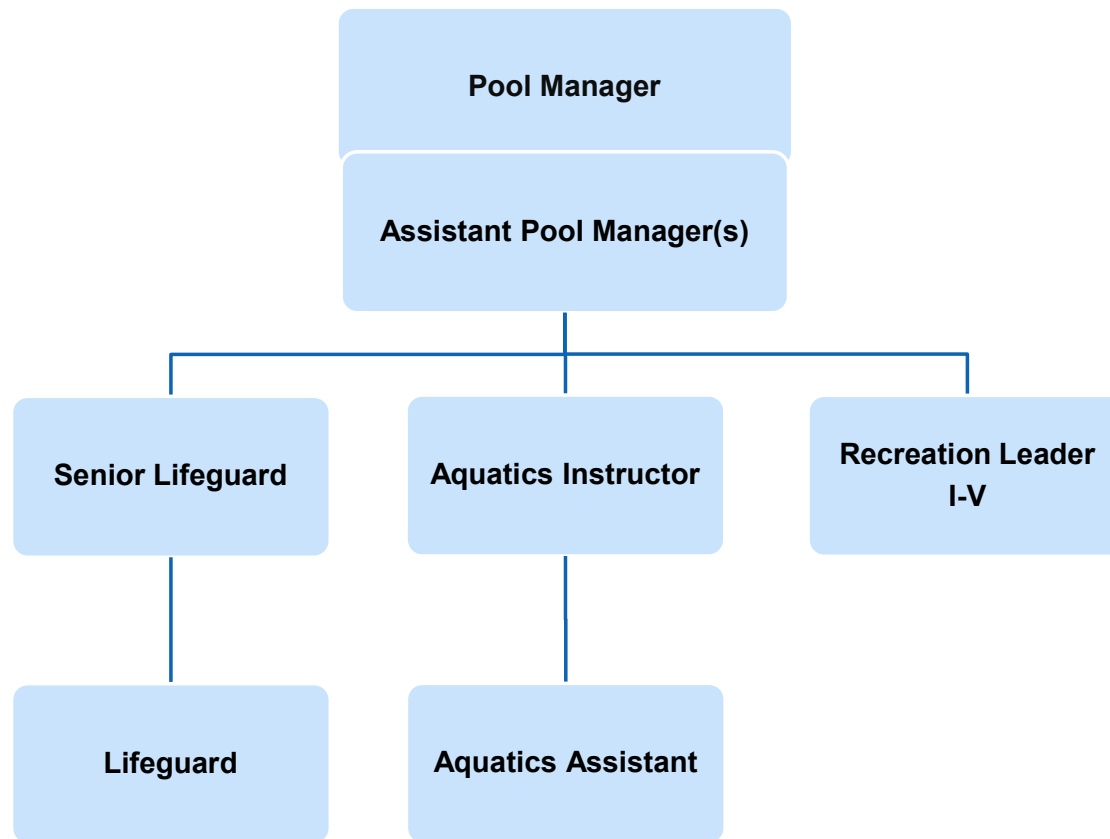 Pool Manager
Assistant Pool Manager(s)
Senior Lifeguard
Aquatics Instructor
Recreation Leader
I-V
Lifeguard
Aquatics Assistant